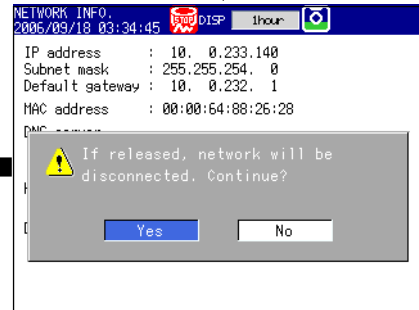 NETWORK INFO.
2006/09/18 03:34:45 STOP DISP 1hour
IP address : 10. 0.233.140
Subnet mask : 255.255.254. 0
Default gateway : 10. 0.232. 1
MAC address : 00:00:64:88:26:28
If released, network will be
disconnected. Continue?
Yes No